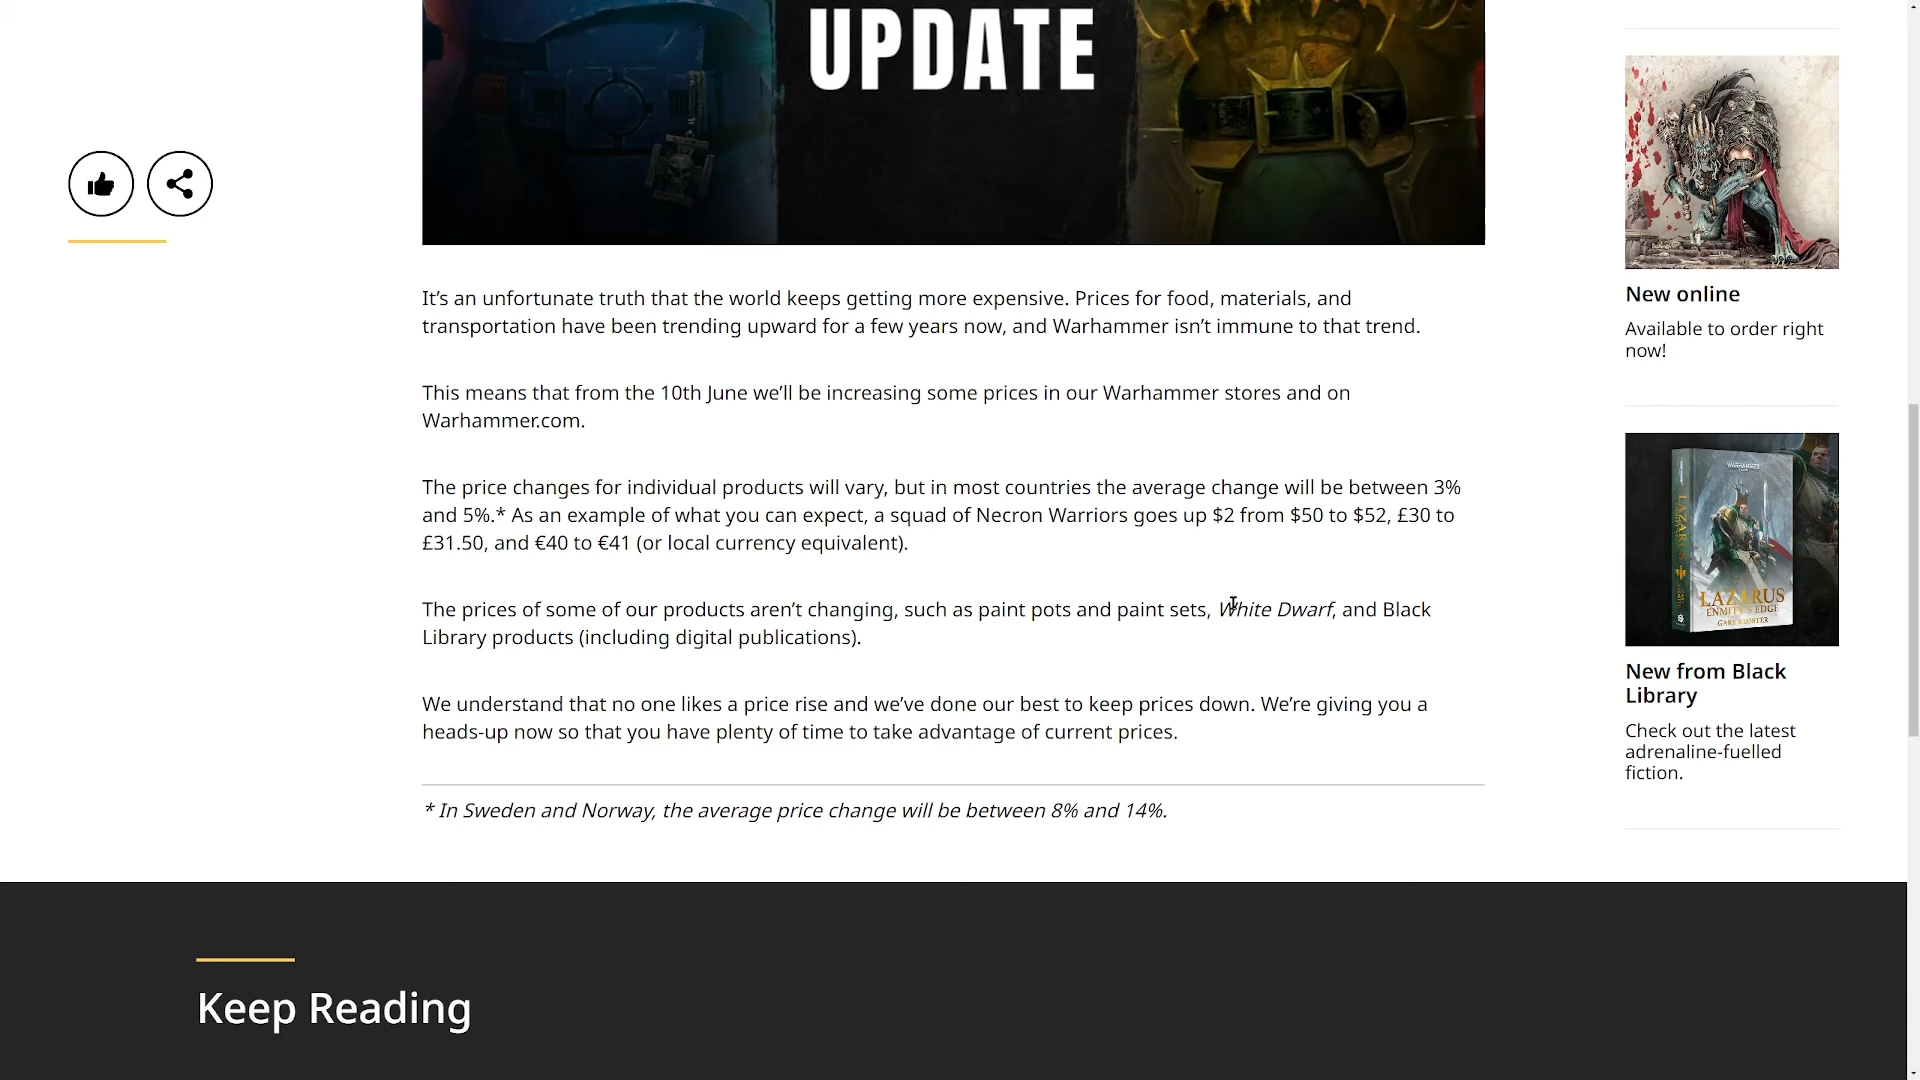 UPDATE
It’s an unfortunate truth that the world keeps getting more expensive. Prices for food, materials, and
transportation have been trending upward for a few years now, and Warhammer isn’t immune to that trend.
This means that from the 10th June we’ll be increasing some prices in our Warhammer stores and on
Warhammer.com.
The price changes for individual products will vary, but in most countries the average change will be between 3%
and 5%.* As an example of what you can expect, a squad of Necron Warriors goes up $2 from $50 to $52, £30 to
£31.50, and €40 to €41 (or local currency equivalent).
The prices of some of our products aren’t changing, such as paint pots and paint sets, White Dwarf, and Black
Library products (including digital publications).
We understand that no one likes a price rise and we’ve done our best to keep prices down. We’re giving you a
heads-up now so that you have plenty of time to take advantage of current prices.
* In Sweden and Norway, the average price change will be between 8% and 14%.
New online
Available to order right
now!
WARHAMMER
LAZARUS
LAZARUS
ENMITY'S EDGE
GARY KLOSTER
New from Black
Library
Check out the latest
adrenaline-fuelled
fiction.
Keep Reading